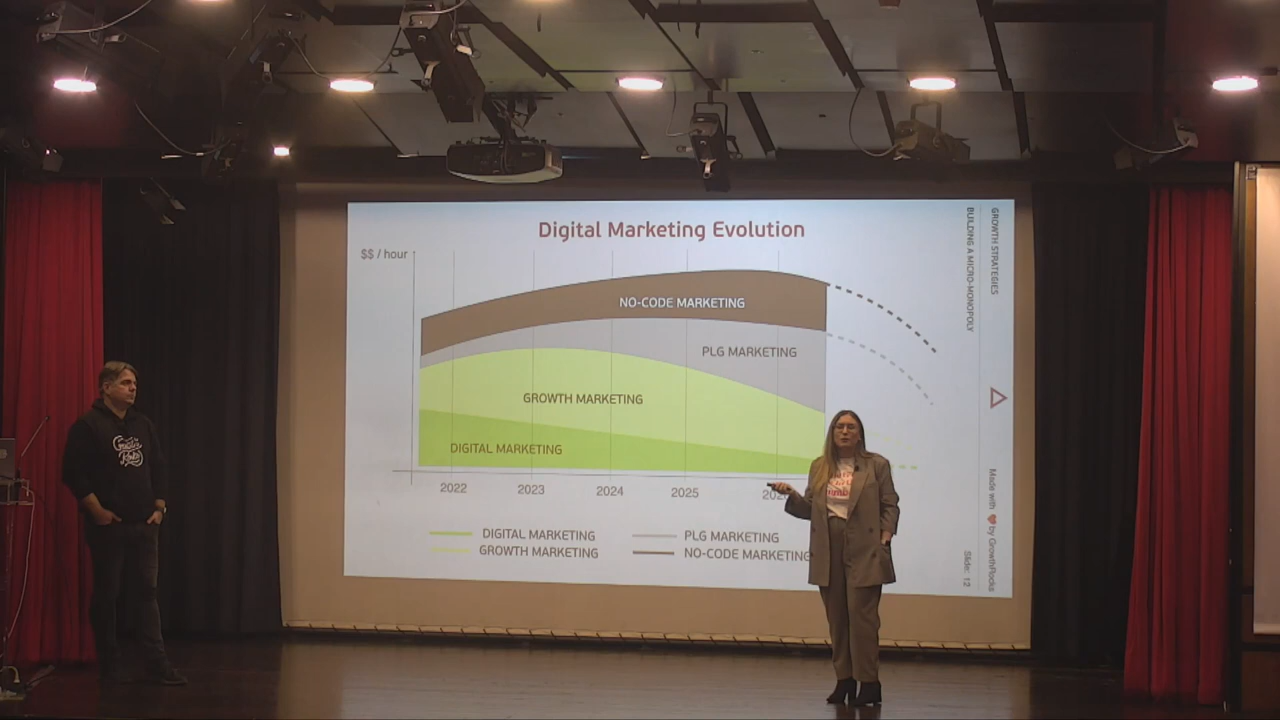 Digital Marketing Evolution
$$ / hour
NO-CODE MARKETING
PLG MARKETING
GROWTH MARKETING
DIGITAL MARKETING
2022
2023
2024
2025
DIGITAL MARKETING
GROWTH MARKETING
PLG MARKETING
NO-CODE MARKETING
GROWTH STRATEGIES
BUILDING A MICRO-MONOPOLY
Made with ❤ by GrowthRocks
Slide: 12